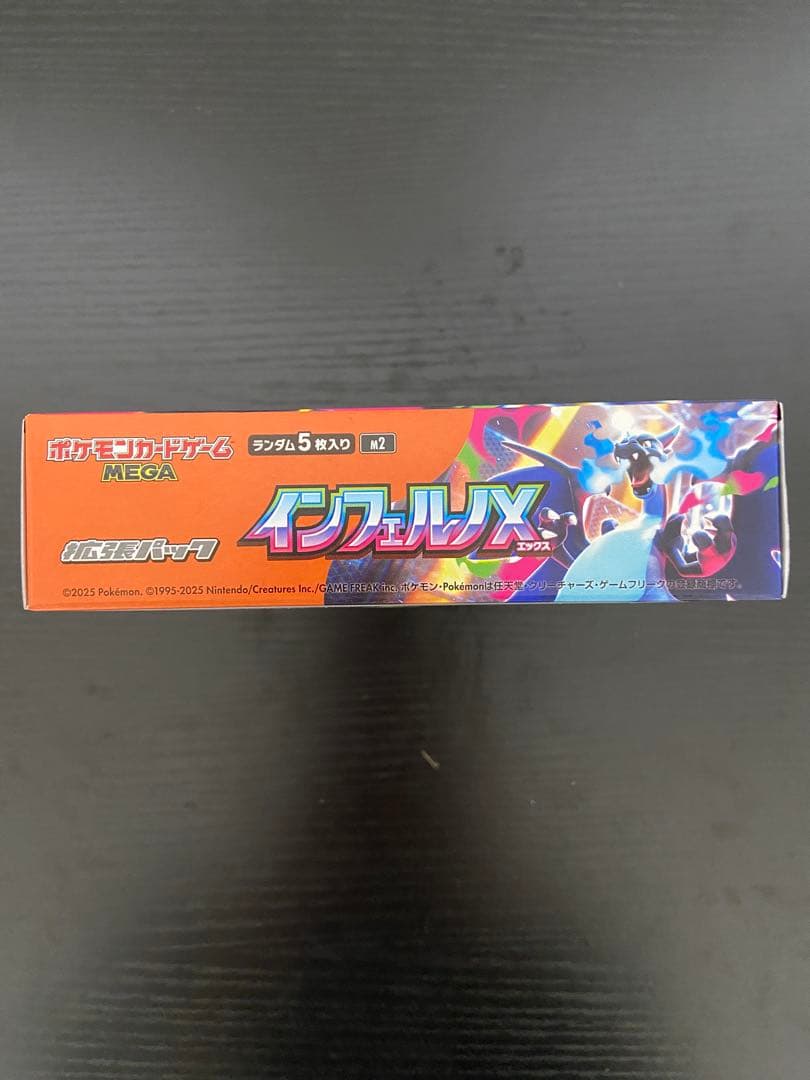 ポケモンカードゲーム
MEGA
ランダム5枚入り
M2
拡張パック
インフェルノX
エックス
©2025 Pokémon. ©1995-2025 Nintendo/Creatures Inc./GAME FREAK inc. ポケモン・Pokémonは任天堂・クリーチャーズ・ゲームフリークの登録商標です。